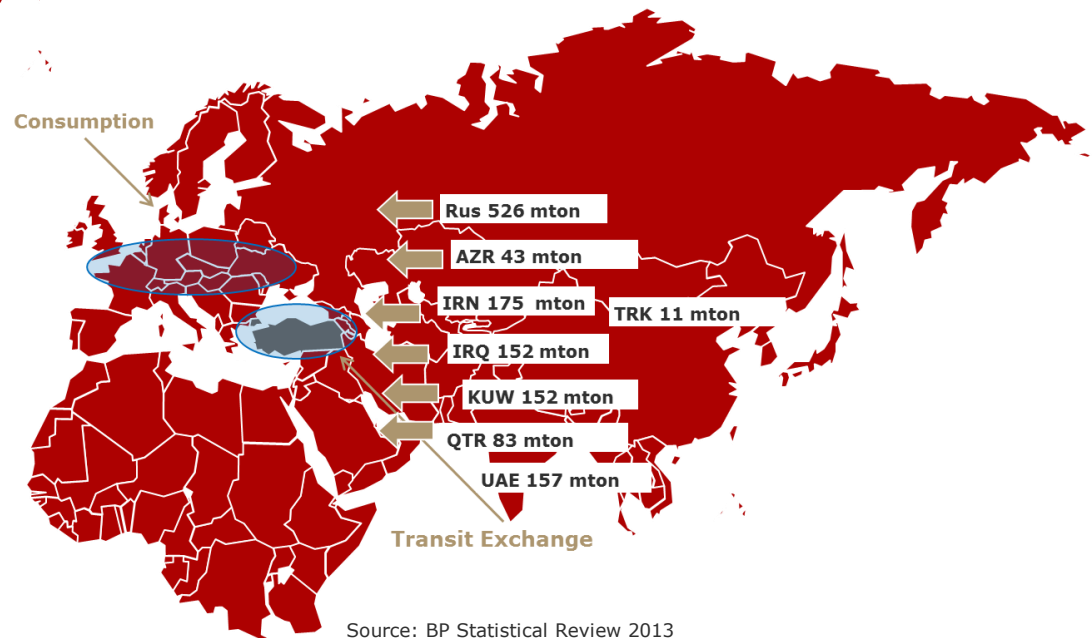 Consumption
Rus 526 mton
AZR 43 mton
IRN 175 mton
TRK 11 mton
IRQ 152 mton
KUW 152 mton
QTR 83 mton
UAE 157 mton
Transit Exchange
Source: BP Statistical Review 2013